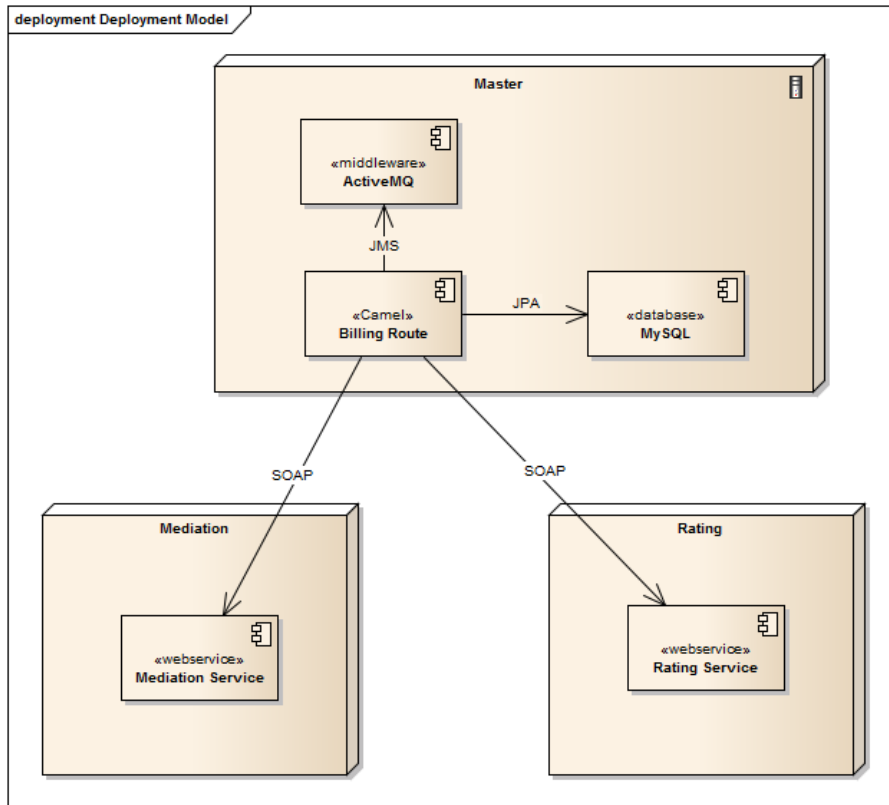 deployment Deployment Model
Master
«middleware»
ActiveMQ
JMS
«Camel»
Billing Route
JPA
«database»
MySQL
SOAP
SOAP
Mediation
Rating
«webservice»
Mediation Service
«webservice»
Rating Service